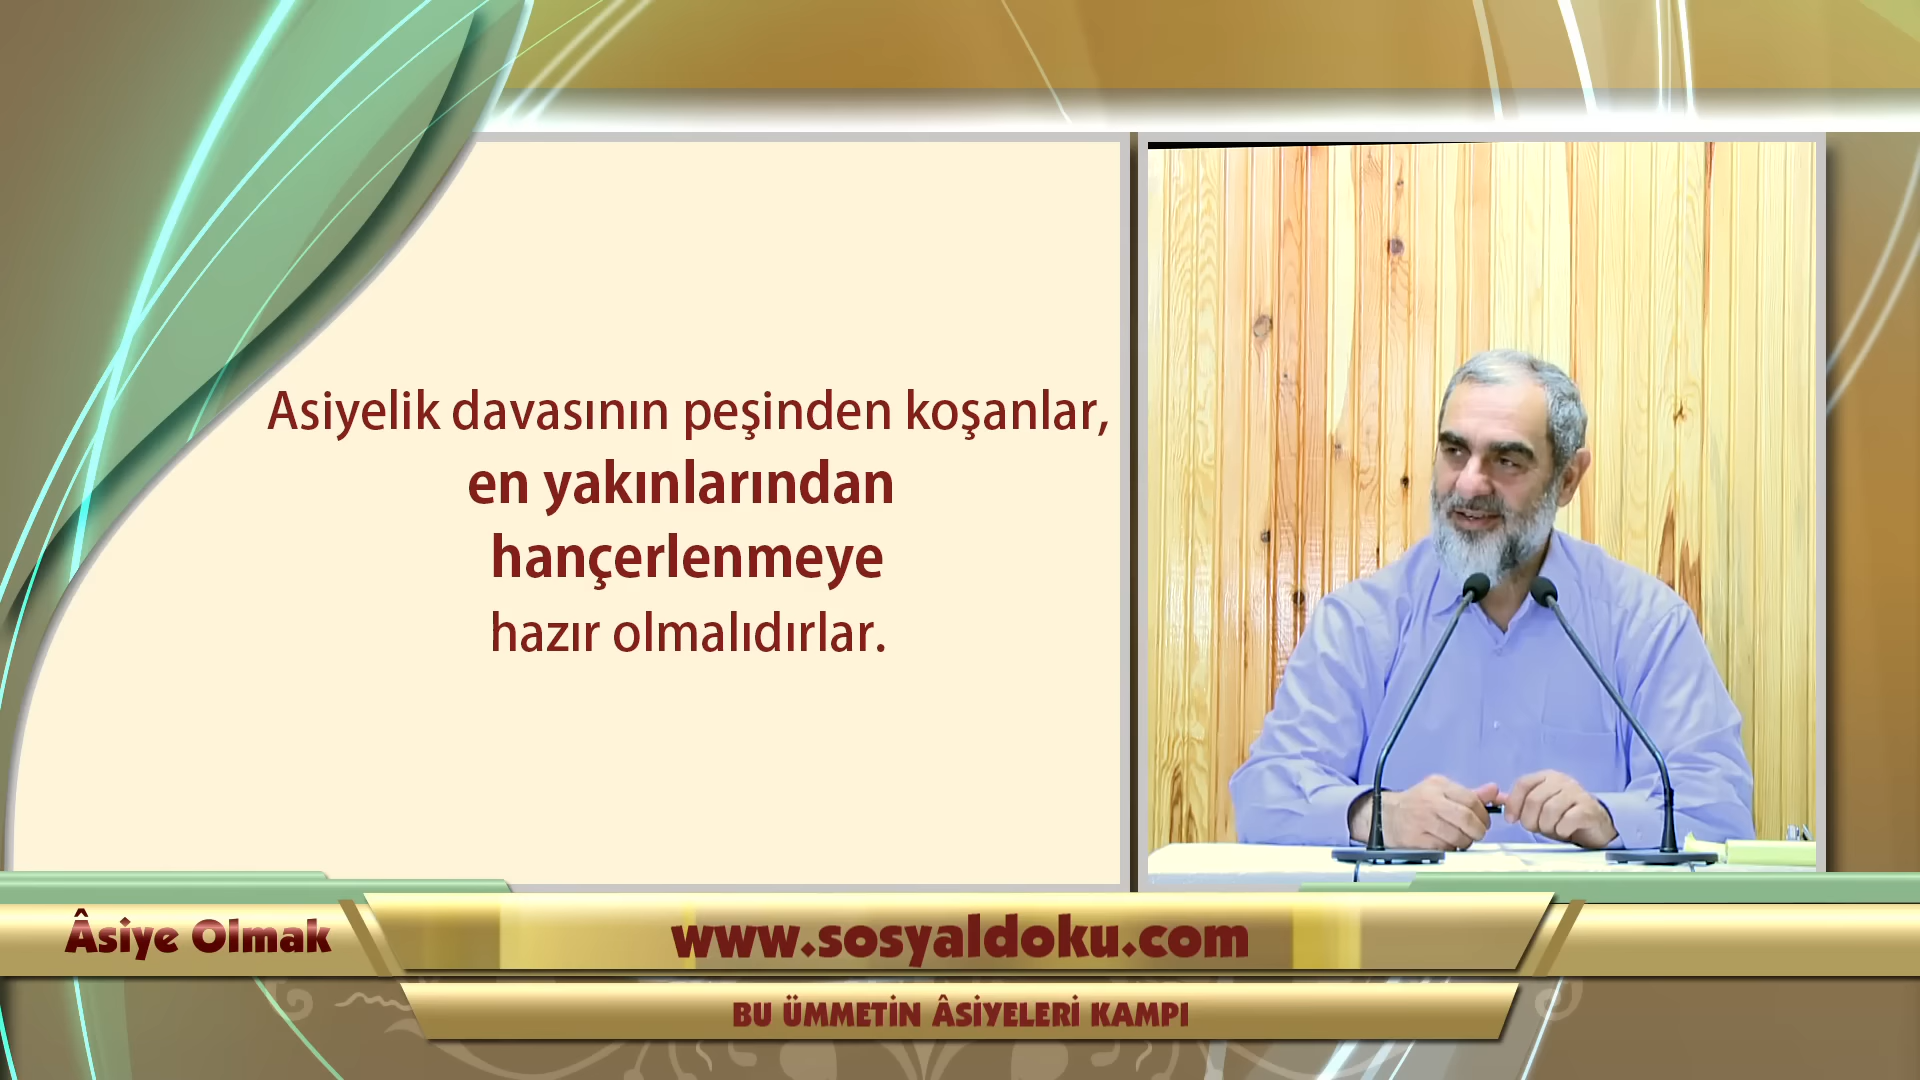 Asiyelik davasının peşinden koşanlar,
en yakınlarından
hançerlenmeye
hazır olmalıdırlar.
Âsiye Olmak
www.sosyaldoku.com
BU ÜMMETİN ÂSİYELERİ KAMPI